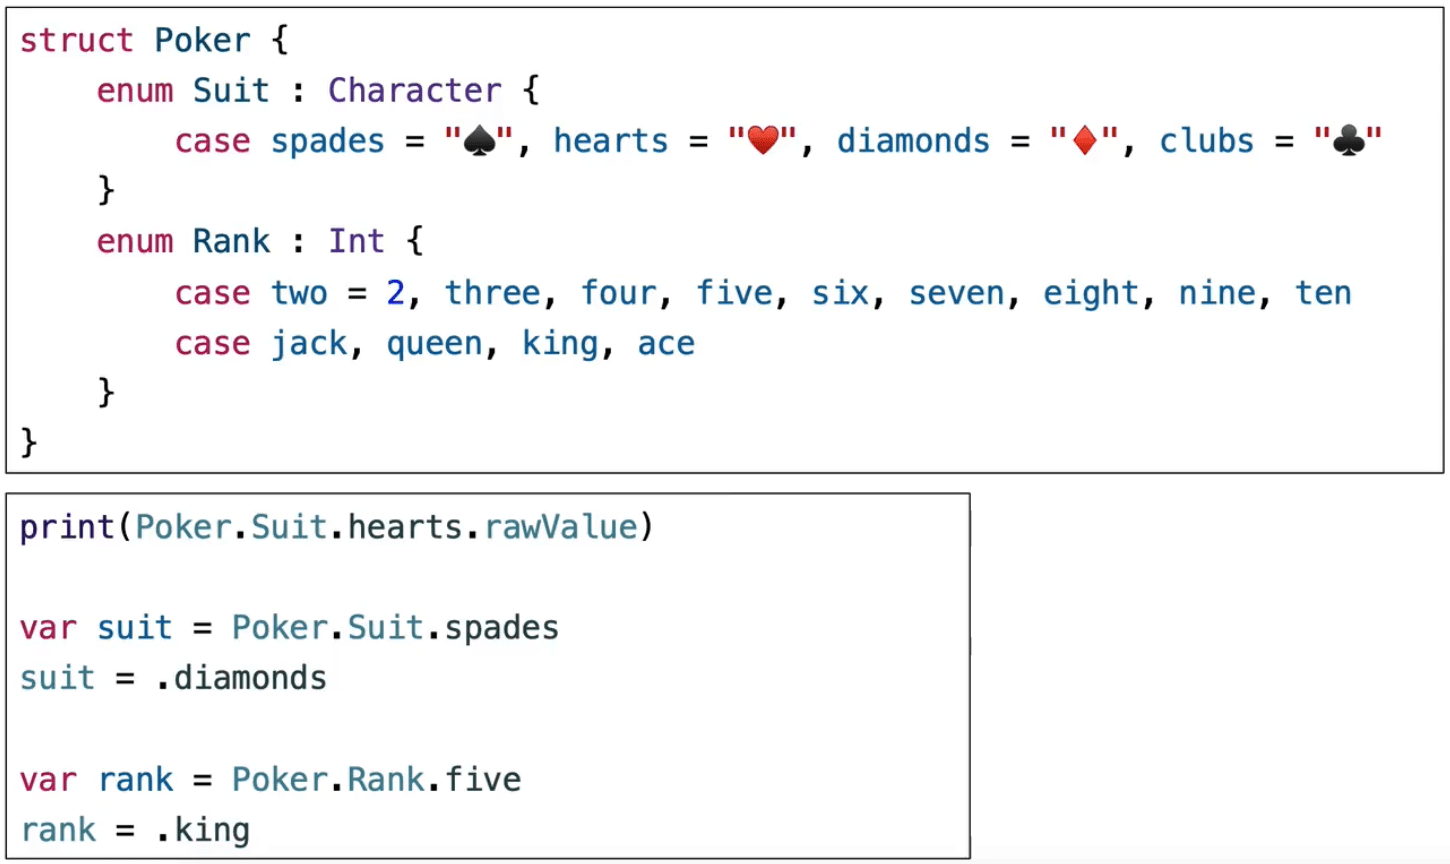 struct Poker {
    enum Suit : Character {
        case spades = "♠️", hearts = "♥️", diamonds = "♦️", clubs = "♣️"
    }
    enum Rank : Int {
        case two = 2, three, four, five, six, seven, eight, nine, ten
        case jack, queen, king, ace
    }
}
print(Poker.Suit.hearts.rawValue)
var suit = Poker.Suit.spades
suit = .diamonds
var rank = Poker.Rank.five
rank = .king